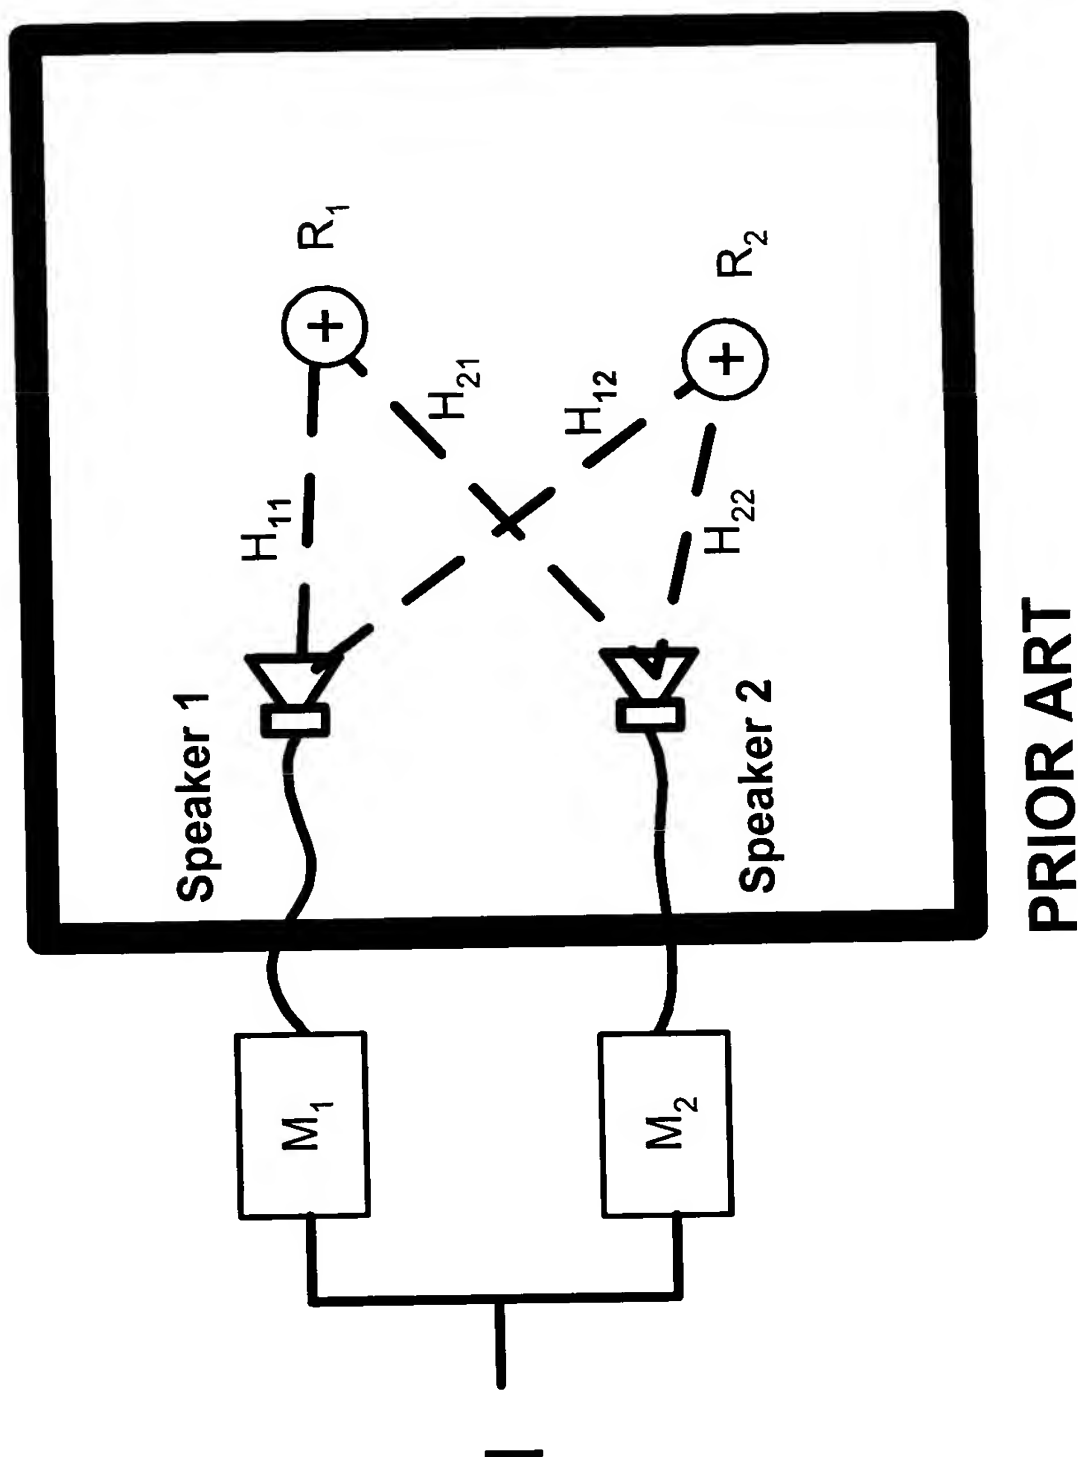 I
M₁
M₂
Speaker 1
Speaker 2
H₁₁
H₂₁
H₁₂
H₂₂
R₁
R₂
PRIOR ART